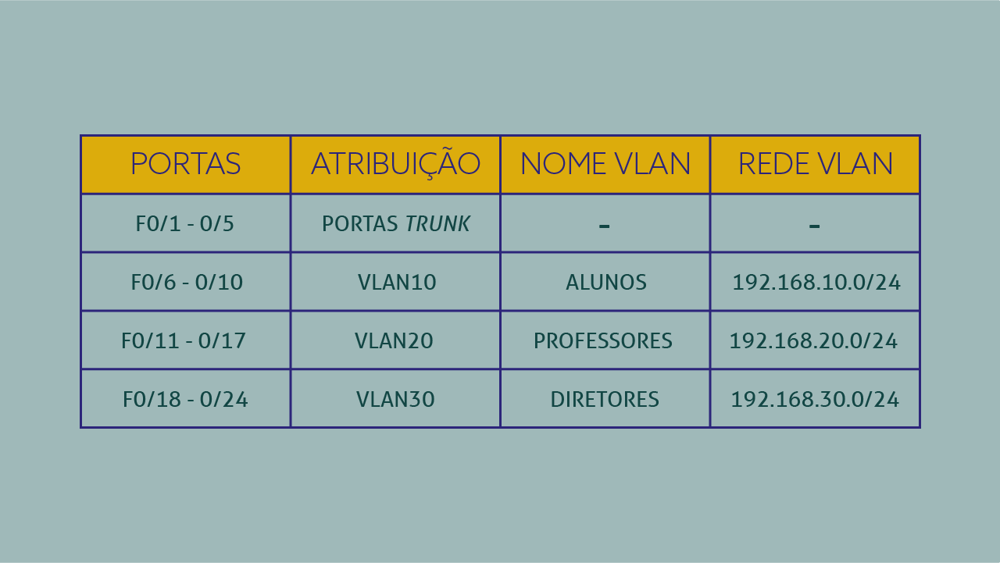 PORTAS ATRIBUIÇÃO NOME VLAN REDE VLAN
F0/1 - 0/5 PORTAS TRUNK - -
F0/6 - 0/10 VLAN10 ALUNOS 192.168.10.0/24
F0/11 - 0/17 VLAN20 PROFESSORES 192.168.20.0/24
F0/18 - 0/24 VLAN30 DIRETORES 192.168.30.0/24